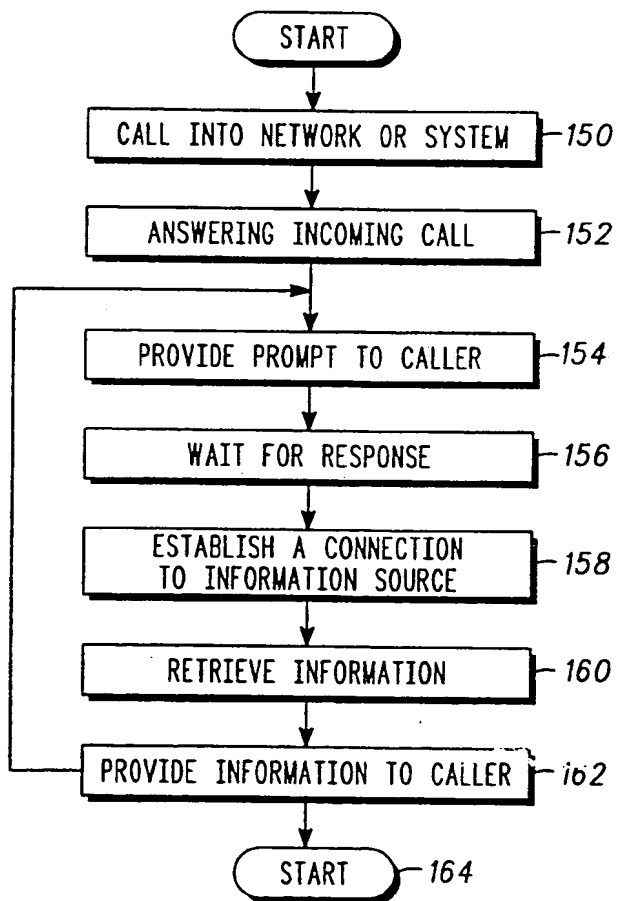 START
CALL INTO NETWORK OR SYSTEM 150
ANSWERING INCOMING CALL 152
PROVIDE PROMPT TO CALLER 154
WAIT FOR RESPONSE 156
ESTABLISH A CONNECTION
TO INFORMATION SOURCE 158
RETRIEVE INFORMATION 160
PROVIDE INFORMATION TO CALLER 162
START 164